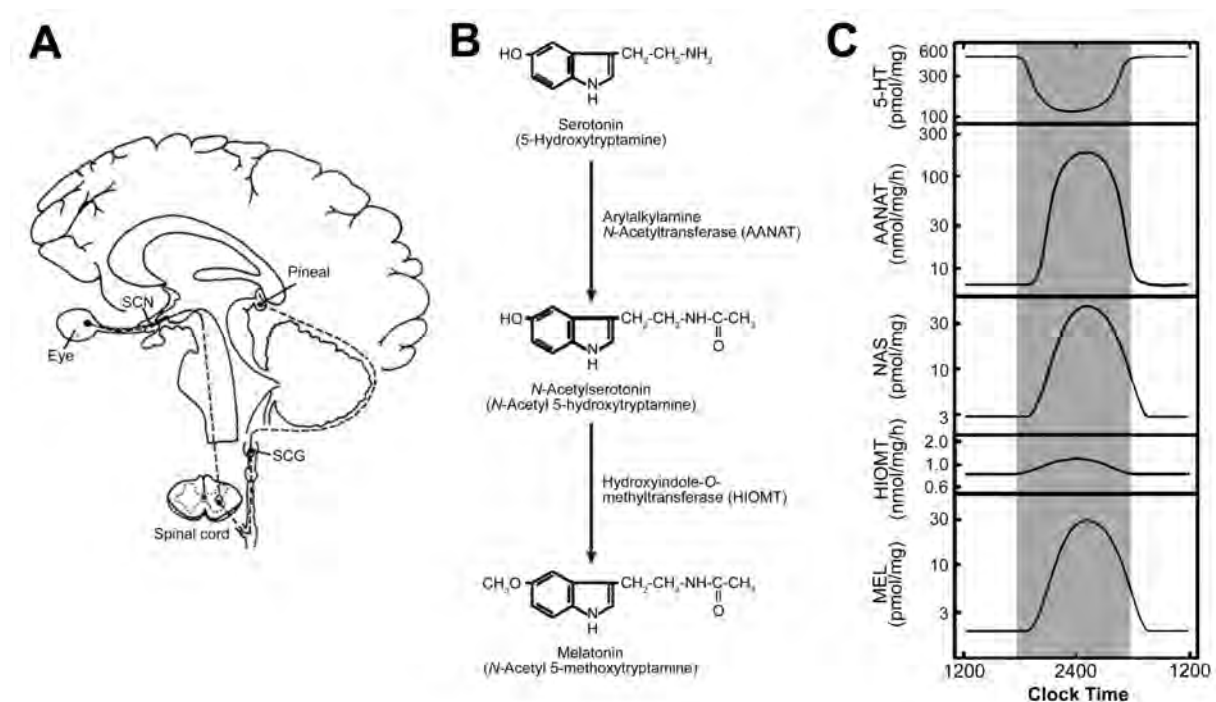 A
Pineal
SCN
Eye
SCG
Spinal cord
B
HO
CH₂-CH₂-NH₂
N
H
Serotonin
(5-Hydroxytryptamine)
Arylalkylamine
N-Acetyltransferase (AANAT)
HO
CH₂-CH₂-NH-C-CH₃
O
N
H
N-Acetylserotonin
(N-Acetyl 5-hydroxytryptamine)
Hydroxyindole-O-
methyltransferase (HIOMT)
CH₃O
CH₂-CH₂-NH-C-CH₃
O
N
H
Melatonin
(N-Acetyl 5-methoxytryptamine)
C
5-HT
(pmol/mg)
600
300
100
AANAT
(nmol/mg/h)
300
100
30
10
NAS
(pmol/mg)
30
10
3
HIOMT
(nmol/mg/h)
2.0
1.0
0.6
MEL
(pmol/mg)
30
10
3
1200 2400 1200
Clock Time